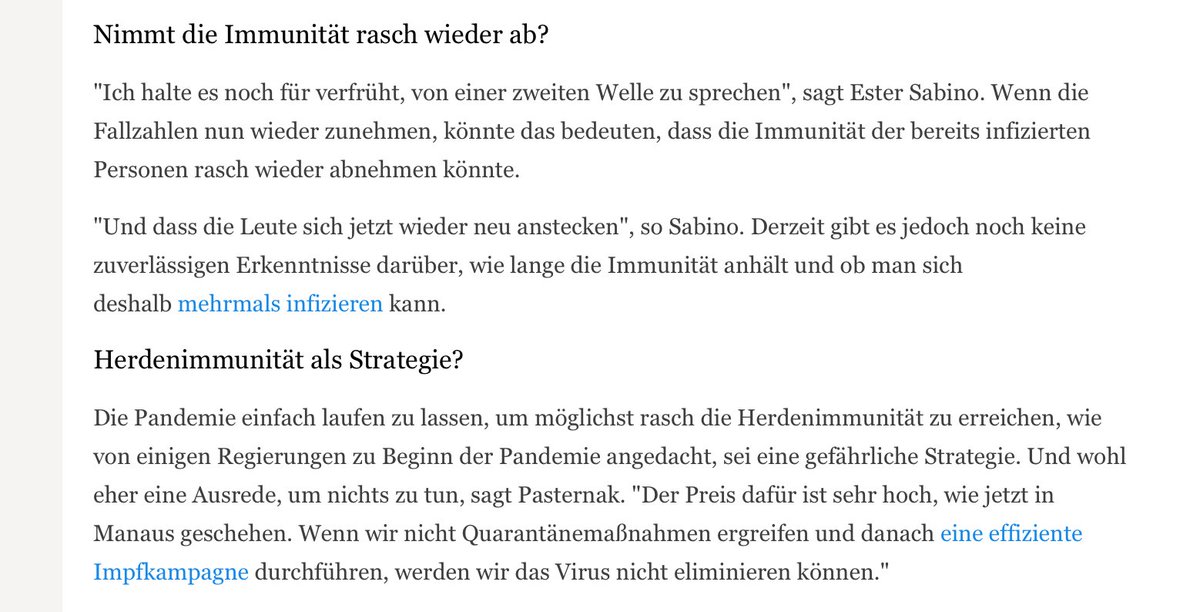 Nimmt die Immunität rasch wieder ab?
"Ich halte es noch für verfrüht, von einer zweiten Welle zu sprechen", sagt Ester Sabino. Wenn die
Fallzahlen nun wieder zunehmen, könnte das bedeuten, dass die Immunität der bereits infizierten
Personen rasch wieder abnehmen könnte.
"Und dass die Leute sich jetzt wieder neu anstecken", so Sabino. Derzeit gibt es jedoch noch keine
zuverlässigen Erkenntnisse darüber, wie lange die Immunität anhält und ob man sich
deshalb mehrmals infizieren kann.
Herdenimmunität als Strategie?
Die Pandemie einfach laufen zu lassen, um möglichst rasch die Herdenimmunität zu erreichen, wie
von einigen Regierungen zu Beginn der Pandemie angedacht, sei eine gefährliche Strategie. Und wohl
eher eine Ausrede, um nichts zu tun, sagt Pasternak. "Der Preis dafür ist sehr hoch, wie jetzt in
Manaus geschehen. Wenn wir nicht Quarantänemaßnahmen ergreifen und danach eine effiziente
Impfkampagne durchführen, werden wir das Virus nicht eliminieren können."